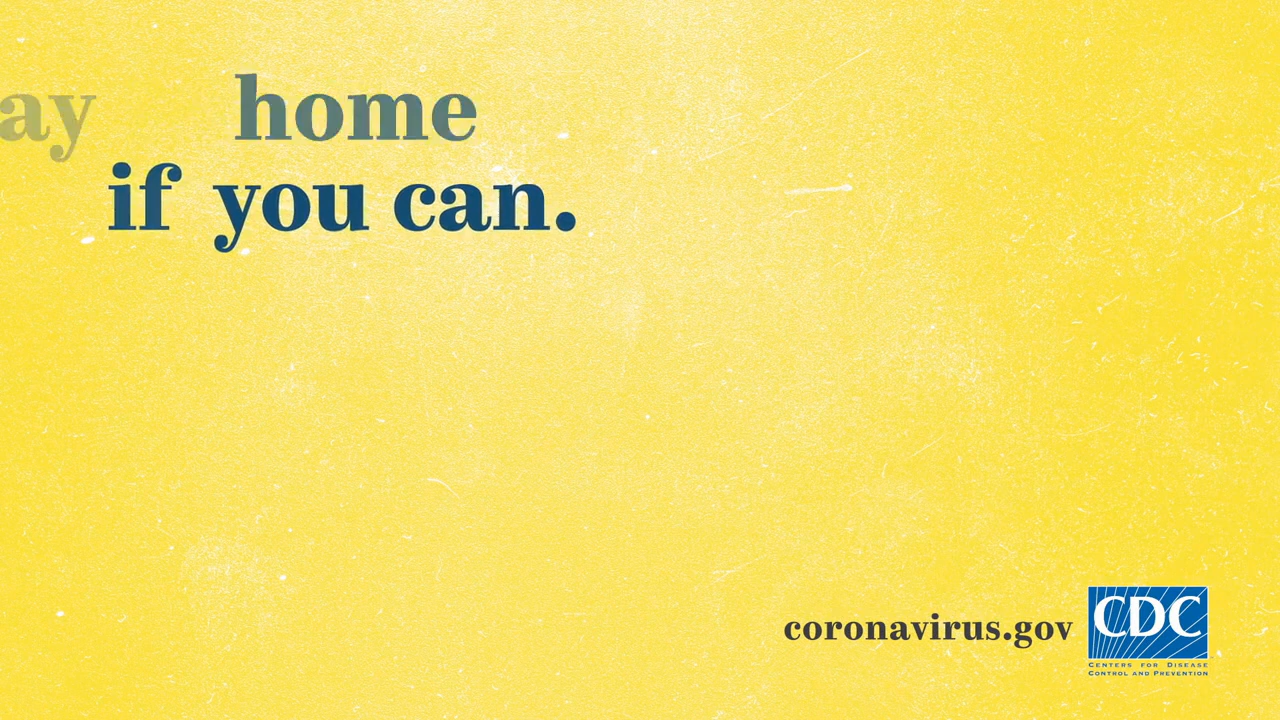 ay home
if you can.
coronavirus.gov
CDC
CENTERS FOR DISEASE
CONTROL AND PREVENTION